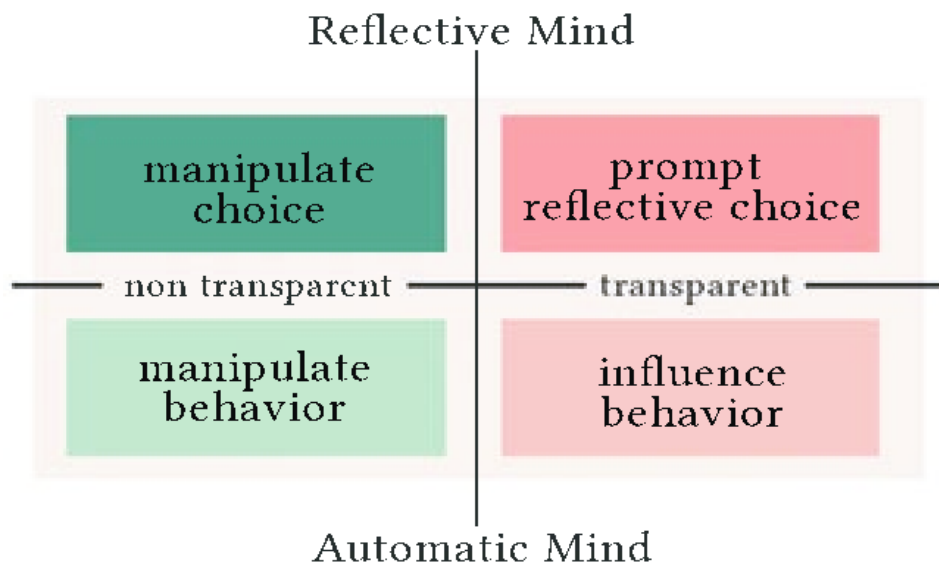 Reflective Mind
manipulate
choice
prompt
reflective choice
non transparent
transparent
manipulate
behavior
influence
behavior
Automatic Mind